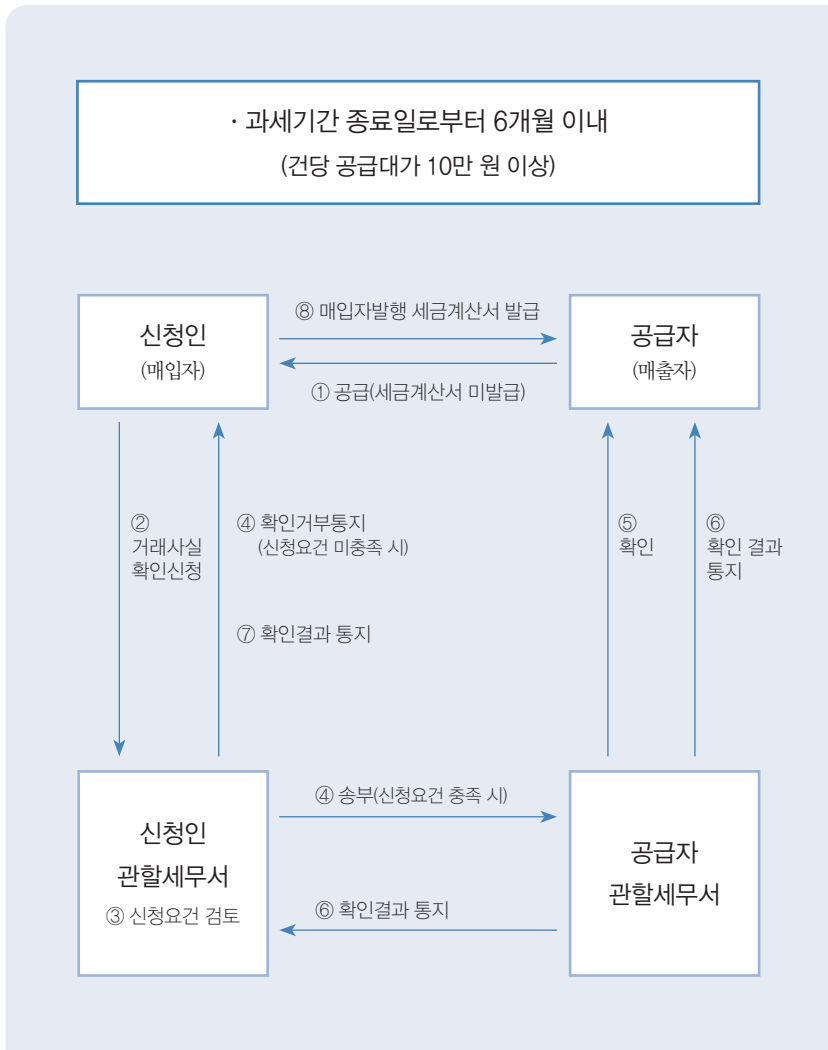 · 과세기간 종료일로부터 6개월 이내
(건당 공급대가 10만 원 이상)
신청인
(매입자)
⑧ 매입자발행 세금계산서 발급
① 공급(세금계산서 미발급)
공급자
(매출자)
②
거래사실
확인신청
④ 확인거부통지
(신청요건 미충족 시)
⑦ 확인결과 통지
⑤
확인
⑥
확인 결과
통지
신청인
관할세무서
③ 신청요건 검토
④ 송부(신청요건 충족 시)
⑥ 확인결과 통지
공급자
관할세무서